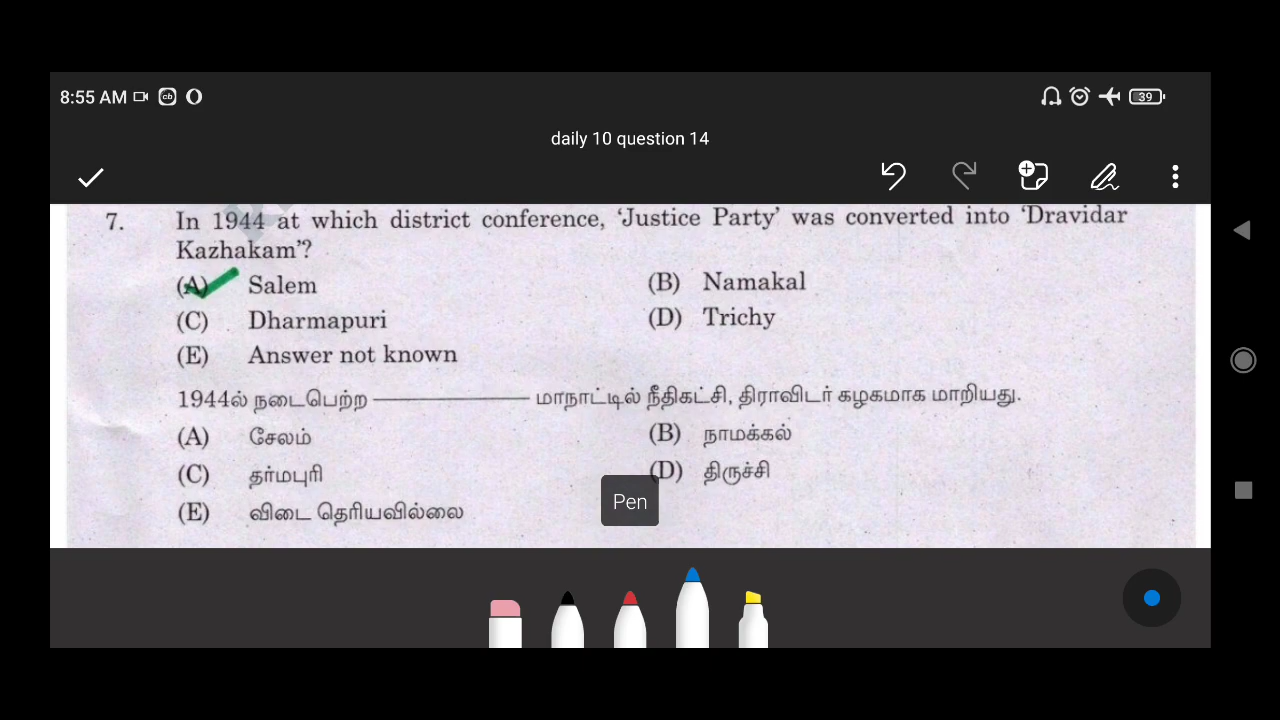 8:55 AM
39
daily 10 question 14
7. In 1944 at which district conference, ‘Justice Party’ was converted into ‘Dravidar
Kazhakam’?
(A) Salem (B) Namakal
(C) Dharmapuri (D) Trichy
(E) Answer not known
1944ல் நடைபெற்ற ——— மாநாட்டில் நீதிகட்சி, திராவிடர் கழகமாக மாறியது.
(A) சேலம் (B) நாமக்கல்
(C) தர்மபுரி (D) திருச்சி
Pen
(E) விடை தெரியவில்லை